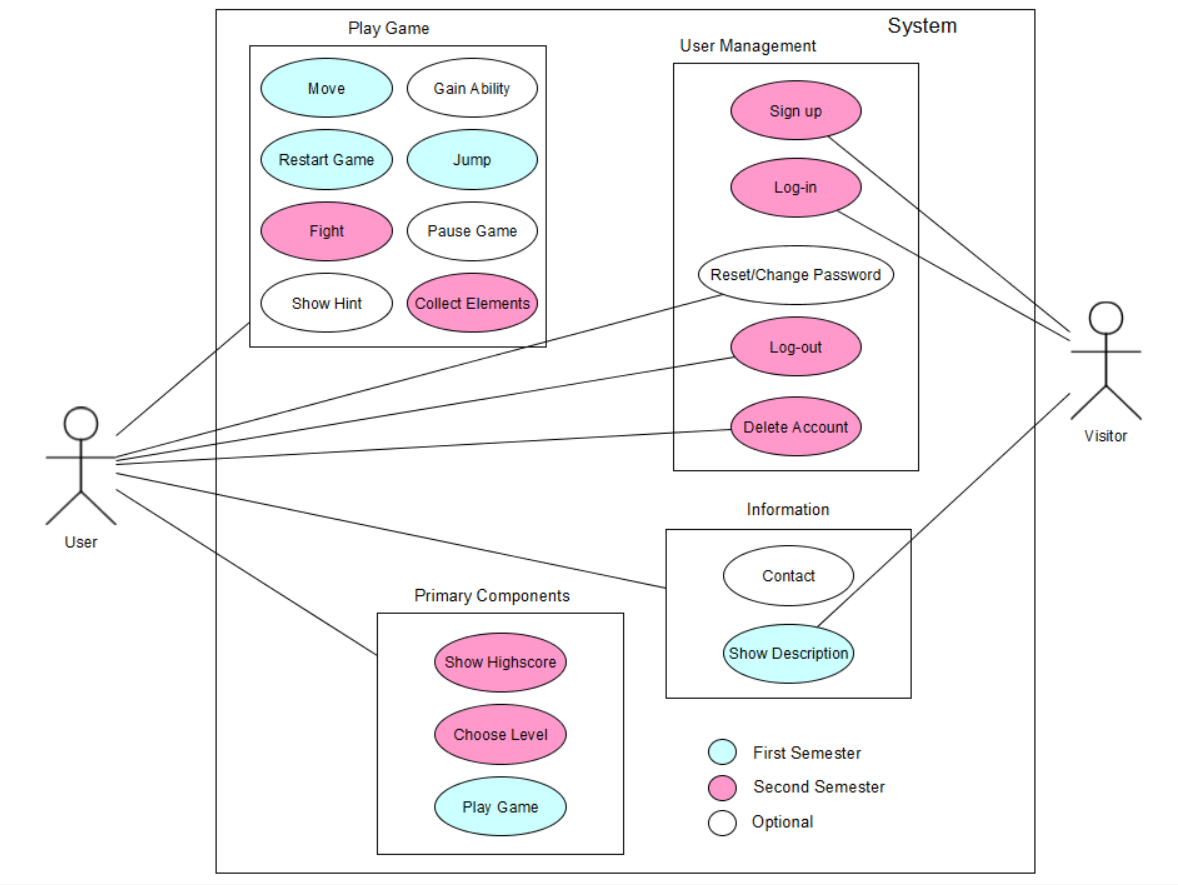 System
Play Game
Move
Gain Ability
Restart Game
Jump
Fight
Pause Game
Show Hint
Collect Elements
User Management
Sign up
Log-in
Reset/Change Password
Log-out
Delete Account
User
Visitor
Information
Contact
Show Description
Primary Components
Show Highscore
Choose Level
Play Game
First Semester
Second Semester
Optional